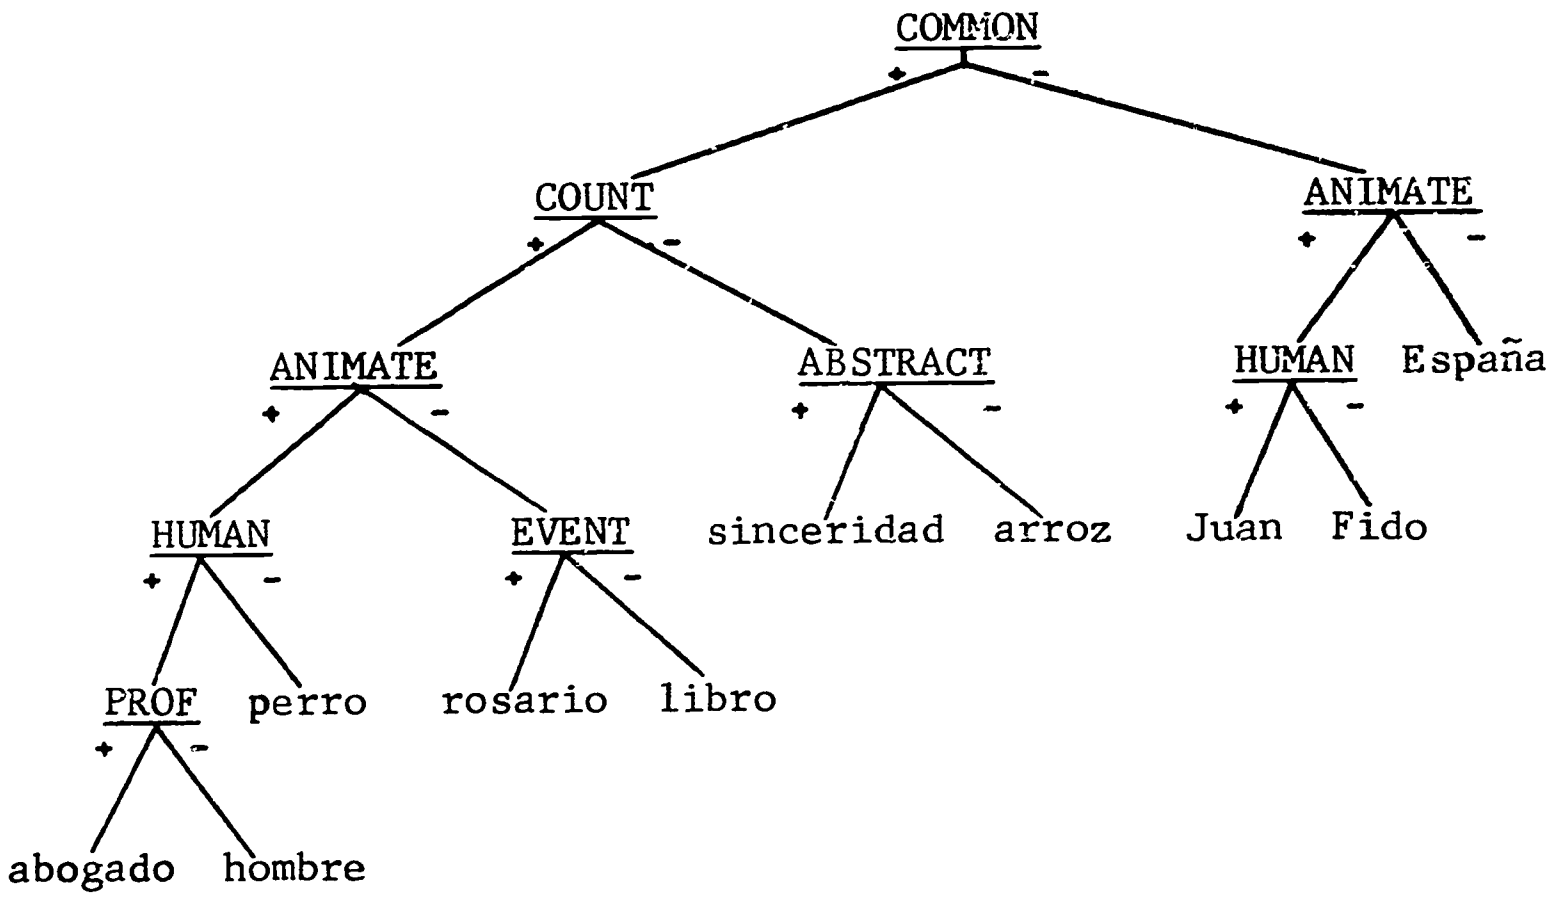 COMMON
+ -
COUNT ANIMATE
+ - + -
ANIMATE ABSTRACT HUMAN España
+ - + - + -
HUMAN EVENT sinceridad arroz Juan Fido
+ - + -
PROF perro rosario libro
+ -
abogado hombre